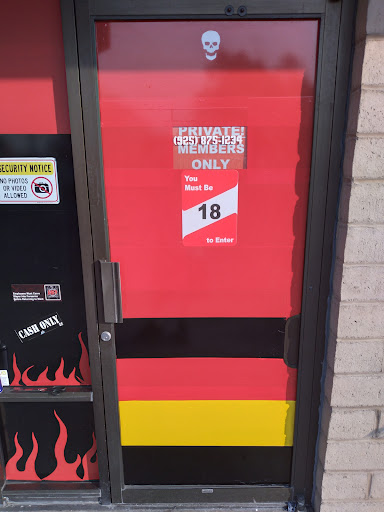 PRIVATE!
(925) 875-1234
MEMBERS
ONLY
You
Must Be
18
to Enter
SECURITY NOTICE
NO PHOTOS
OR VIDEO
ALLOWED
CASH ONLY